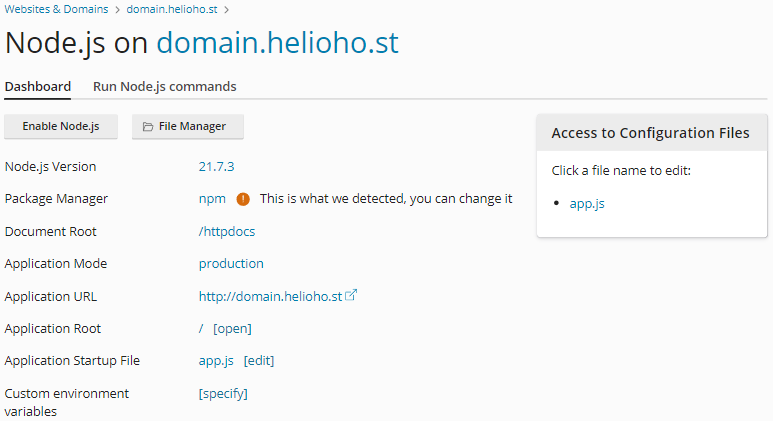 Websites & Domains > domain.helioho.st >
Node.js on domain.helioho.st
Dashboard Run Node.js commands
Enable Node.js File Manager
Access to Configuration Files
Click a file name to edit:
• app.js
Node.js Version 21.7.3
Package Manager npm ! This is what we detected, you can change it
Document Root /httpdocs
Application Mode production
Application URL http://domain.helioho.st
Application Root / [open]
Application Startup File app.js [edit]
Custom environment [specify]
variables